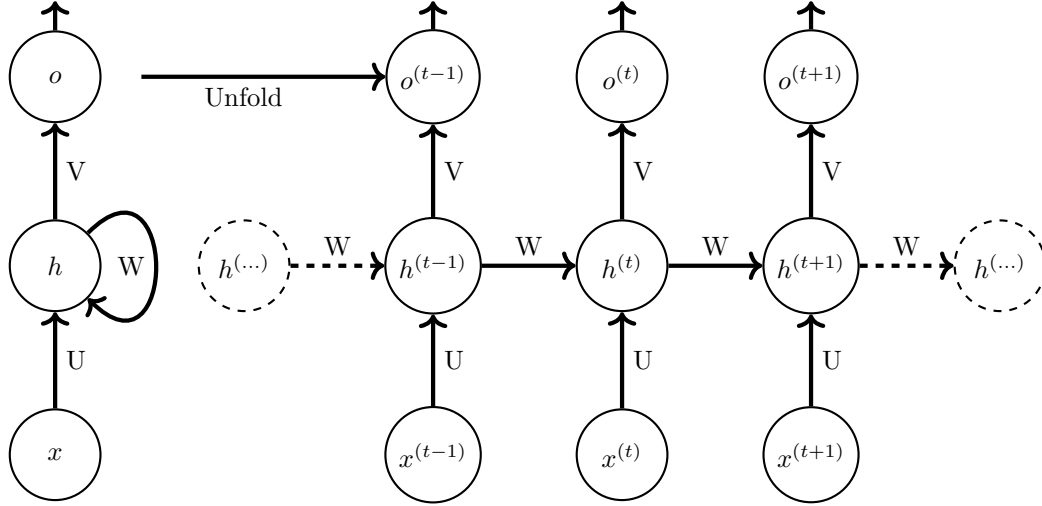 o o⁽ᵗ⁻¹⁾ o⁽ᵗ⁾ o⁽ᵗ⁺¹⁾
Unfold
V V V V
W W W W
h W h⁽…⁾ h⁽ᵗ⁻¹⁾ h⁽ᵗ⁾ h⁽ᵗ⁺¹⁾ h⁽…⁾
U U U U
x x⁽ᵗ⁻¹⁾ x⁽ᵗ⁾ x⁽ᵗ⁺¹⁾